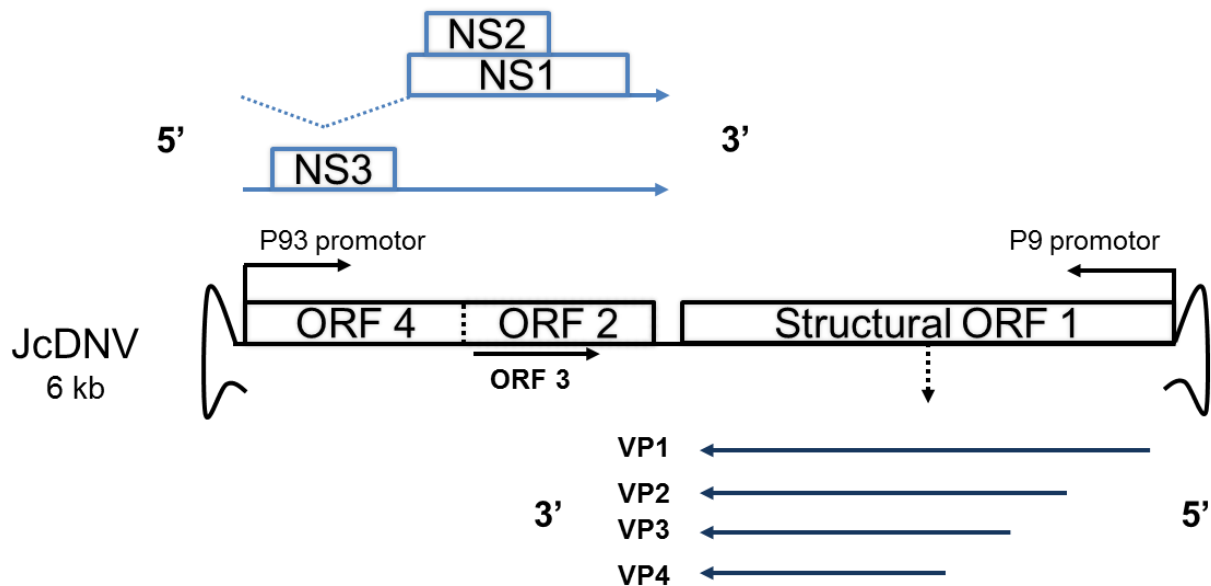 NS2
NS1
5’
3’
NS3
P93 promotor
P9 promotor
ORF 4
ORF 2
Structural ORF 1
JcDNV
6 kb
ORF 3
VP1
VP2
3’
5’
VP3
VP4